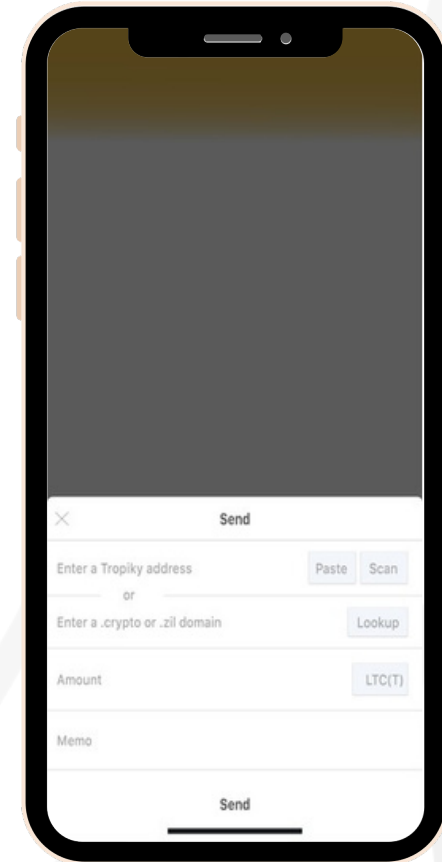 Send
Enter a Tropiky address Paste Scan
or
Enter a .crypto or .zil domain Lookup
Amount LTC(T)
Memo
Send